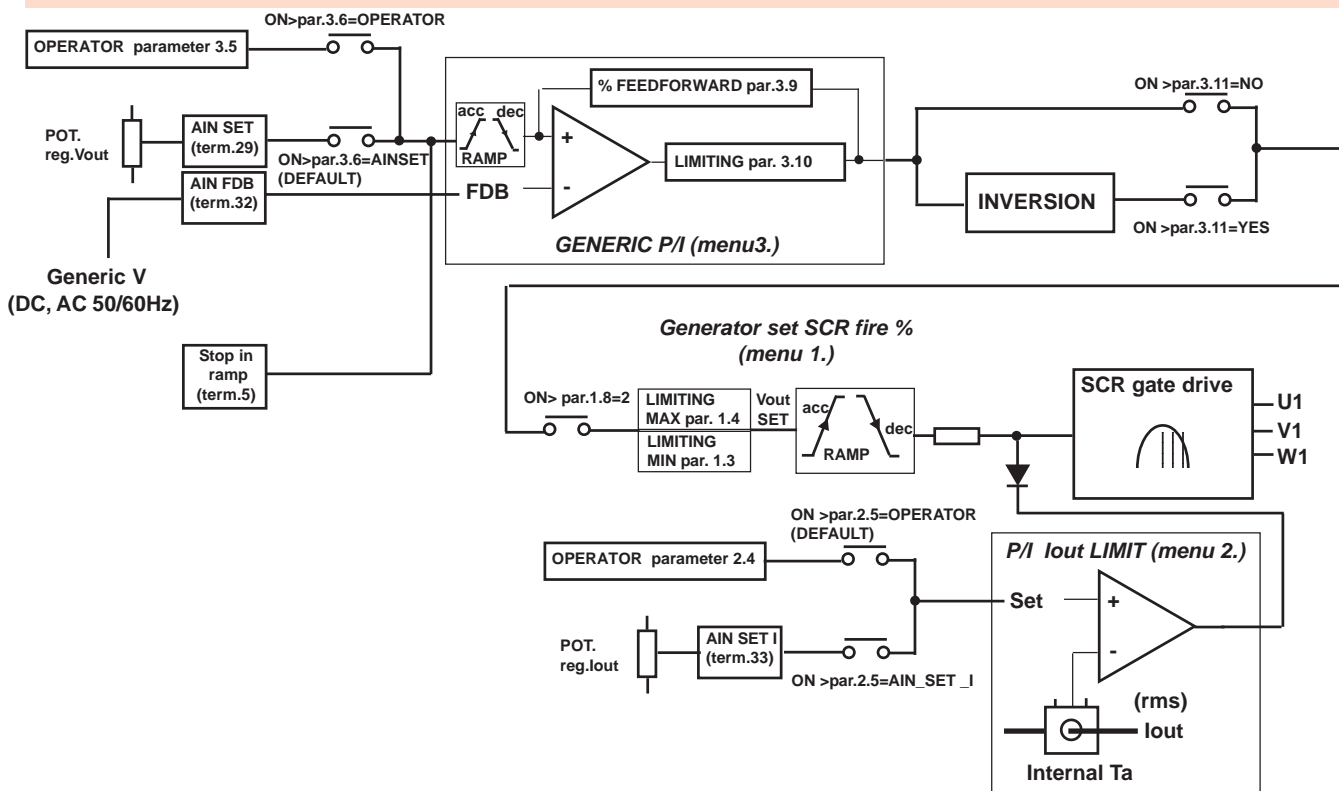 ON>par.3.6=OPERATOR
OPERATOR parameter 3.5
POT.
reg.Vout
AIN SET
(term.29)
ON>par.3.6=AINSET
(DEFAULT)
AIN FDB
(term.32)
Generic V
(DC, AC 50/60Hz)
Stop in
ramp
(term.5)
acc dec
RAMP
% FEEDFORWARD par.3.9
+
-
FDB
LIMITING par. 3.10
GENERIC P/I (menu3.)
ON >par.3.11=NO
INVERSION
ON >par.3.11=YES
Generator set SCR fire %
(menu 1.)
ON> par.1.8=2
LIMITING
MAX par. 1.4
LIMITING
MIN par. 1.3
Vout
SET
acc
dec
RAMP
SCR gate drive
U1
V1
W1
ON >par.2.5=OPERATOR
(DEFAULT)
OPERATOR parameter 2.4
POT.
reg.Iout
AIN SET I
(term.33)
ON >par.2.5=AIN_SET _I
P/I Iout LIMIT (menu 2.)
Set
+
-
(rms)
Iout
Internal Ta